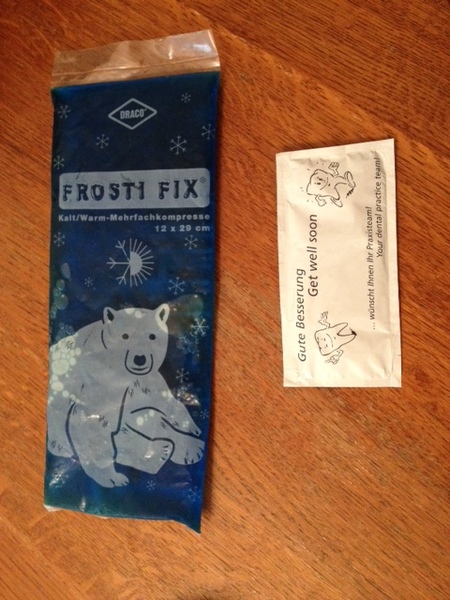 DRACO®
FROSTI FIX®
Kalt/Warm-Mehrfachkompresse
12 x 29 cm
Gute Besserung
Get well soon
... wünscht Ihnen Ihr Praxisteam!
Your dental practice team!